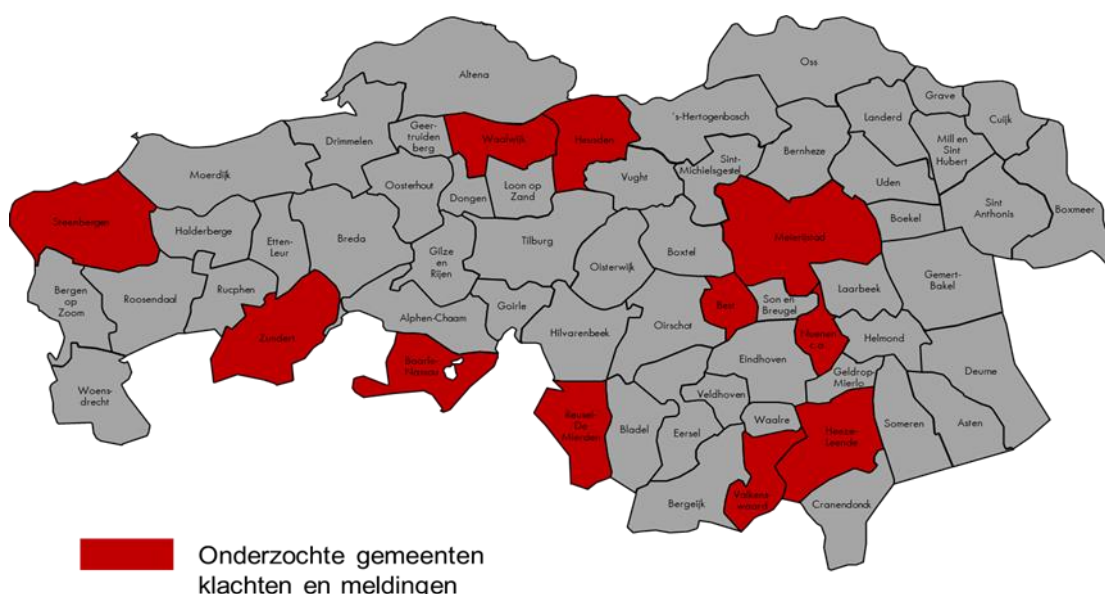 Oss
Altena
Grave
's-Hertogenbosch
Landerd
Cuijk
Geer-
truiden
berg
Waalwijk
Heusden
Drimmelen
Mill en
Sint
Hubert
Bernheze
Sint-
Michielsgestel
Moerdijk
Oosterhout
Dongen
Loon op
Zand
Vught
Uden
Sint
Anthonis
Boxmeer
Steenbergen
Halderberge
Etten-
Leur
Breda
Gilze
en
Rijen
Tilburg
Oisterwijk
Boxtel
Meierijstad
Boekel
Gemert-
Bakel
Bergen
op
Zoom
Roosendaal
Rucphen
Zundert
Alphen-Chaam
Goirle
Hilvarenbeek
Oirschot
Best
Son en
Breugel
Laarbeek
Nuenen
c.a.
Helmond
Baarle-
Nassau
Eindhoven
Geldrop-
Mierlo
Deurne
Woens-
drecht
Veldhoven
Reusel-
De Mierden
Bladel
Eersel
Waalre
Heeze-
Leende
Someren
Asten
Bergeijk
Valkens
waard
Cranendonck
Onderzochte gemeenten
klachten en meldingen